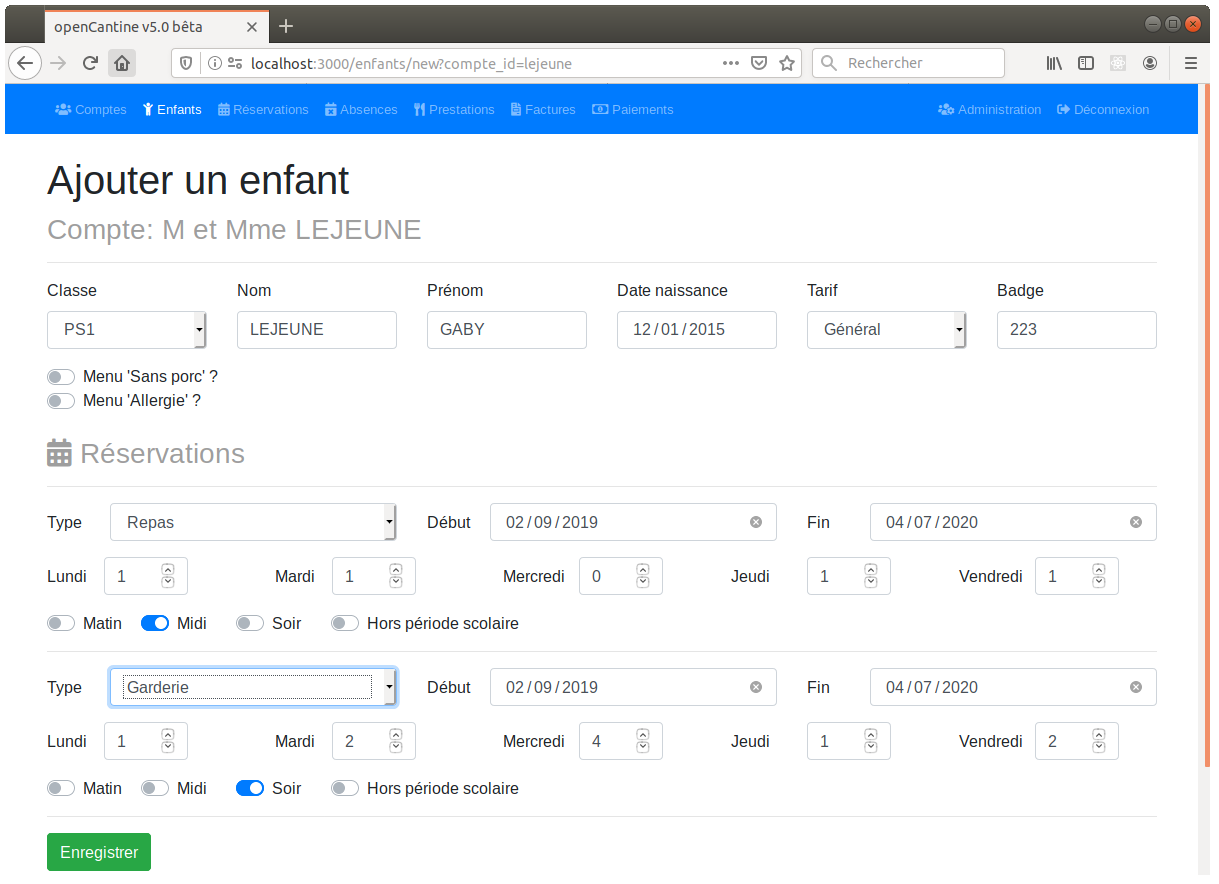 openCantine v5.0 bêta
localhost:3000/enfants/new?compte_id=lejeune
Rechercher
Comptes Enfants Réservations Absences Prestations Factures Paiements Administration Déconnexion
Ajouter un enfant
Compte: M et Mme LEJEUNE
Classe Nom Prénom Date naissance Tarif Badge
PS1 LEJEUNE GABY 12/01/2015 Général 223
Menu 'Sans porc' ?
Menu 'Allergie' ?
Réservations
Type Repas Début 02/09/2019 Fin 04/07/2020
Lundi 1 Mardi 1 Mercredi 0 Jeudi 1 Vendredi 1
Matin Midi Soir Hors période scolaire
Type Garderie Début 02/09/2019 Fin 04/07/2020
Lundi 1 Mardi 2 Mercredi 4 Jeudi 1 Vendredi 2
Matin Midi Soir Hors période scolaire
Enregistrer